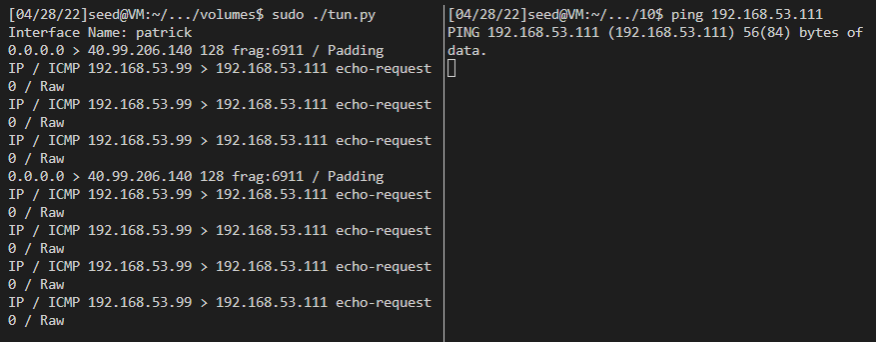 [04/28/22]seed@VM:~/.../volumes$ sudo ./tun.py
Interface Name: patrick
0.0.0.0 > 40.99.206.140 128 frag:6911 / Padding
IP / ICMP 192.168.53.99 > 192.168.53.111 echo-request
0 / Raw
IP / ICMP 192.168.53.99 > 192.168.53.111 echo-request
0 / Raw
IP / ICMP 192.168.53.99 > 192.168.53.111 echo-request
0 / Raw
0.0.0.0 > 40.99.206.140 128 frag:6911 / Padding
IP / ICMP 192.168.53.99 > 192.168.53.111 echo-request
0 / Raw
IP / ICMP 192.168.53.99 > 192.168.53.111 echo-request
0 / Raw
IP / ICMP 192.168.53.99 > 192.168.53.111 echo-request
0 / Raw
IP / ICMP 192.168.53.99 > 192.168.53.111 echo-request
0 / Raw
[04/28/22]seed@VM:~/.../10$ ping 192.168.53.111
PING 192.168.53.111 (192.168.53.111) 56(84) bytes of
data.